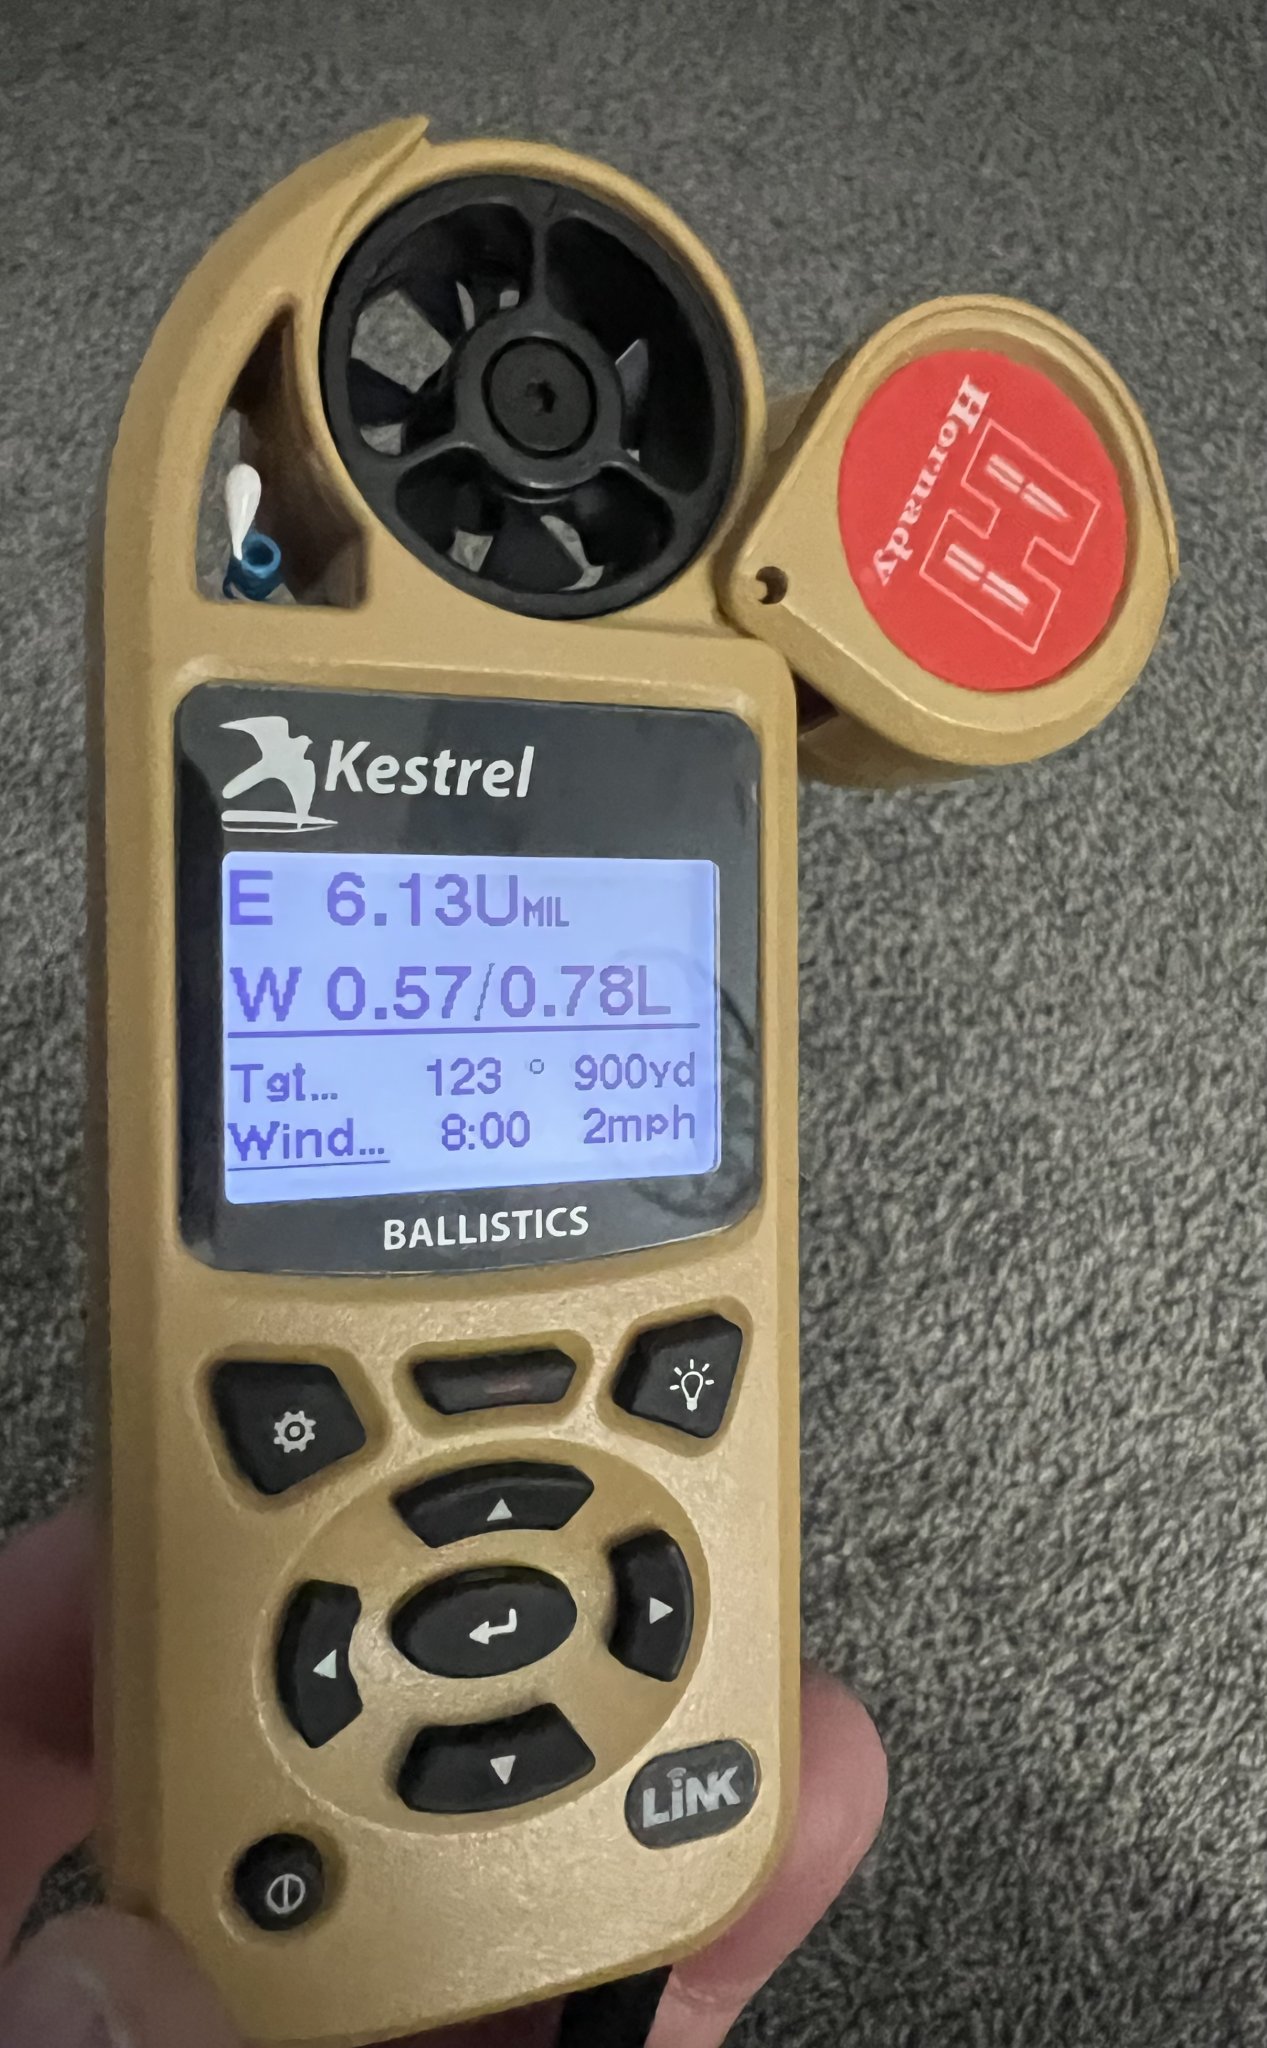 Hornady
H
Kestrel
E 6.13UMIL
W 0.57/0.78L
Tgt... 123 ° 900yd
Wind... 8:00 2mph
BALLISTICS
LiNK